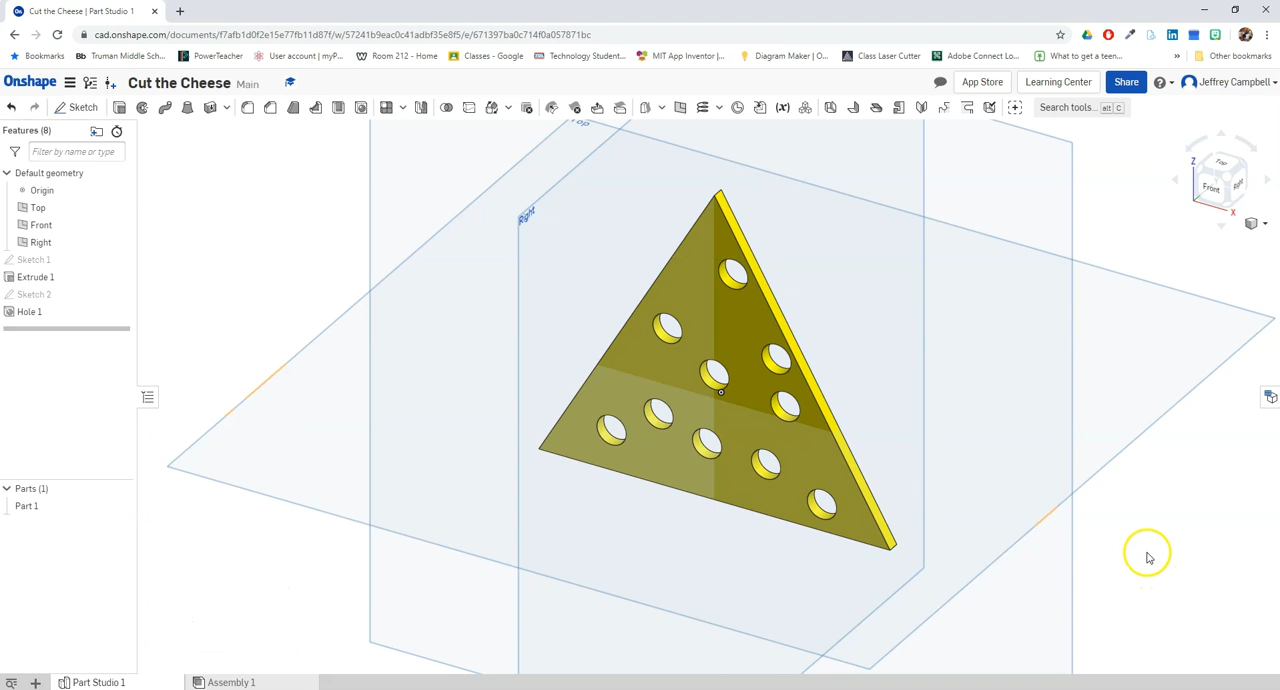 Cut the Cheese | Part Studio 1
cad.onshape.com/documents/f7afb1d0f2e15e77fb11d87f/w/57241b9eac0c41adbf35e8f5/e/671397ba0c714f0a057871bc
Bookmarks Truman Middle Sch... PowerTeacher User account | myP... Room 212 - Home Classes - Google Technology Student... MIT App Inventor |... Diagram Maker | O... Class Laser Cutter Adobe Connect Lo... What to get a teen... » Other bookmarks
Onshape Cut the Cheese Main App Store Learning Center Share Jeffrey Campbell
Sketch (x) Search tools... alt C
Features (8)
Filter by name or type
Default geometry
Origin
Top
Front
Right
Sketch 1
Extrude 1
Sketch 2
Hole 1
Parts (1)
Part 1
Top
Right
Z
Top
Front
Right
X
Part Studio 1 Assembly 1